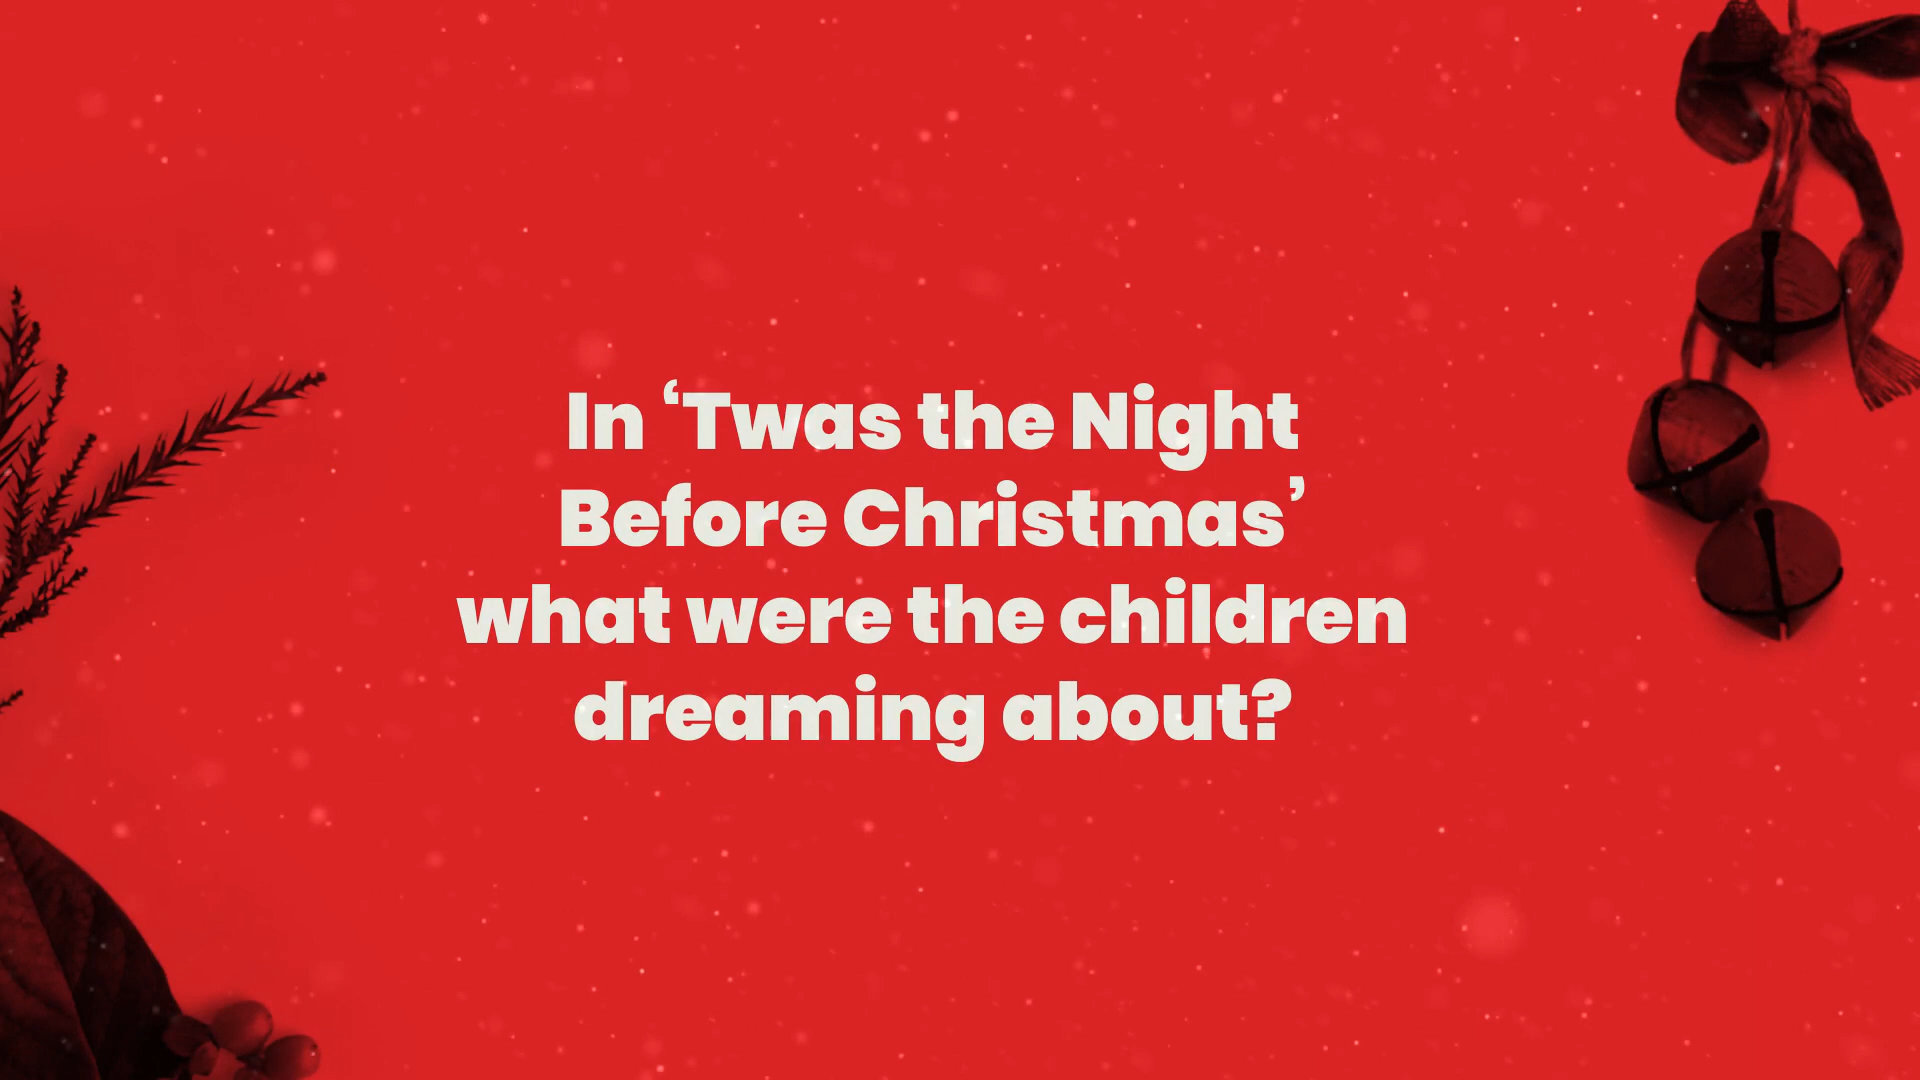 In ‘Twas the Night
Before Christmas’
what were the children
dreaming about?